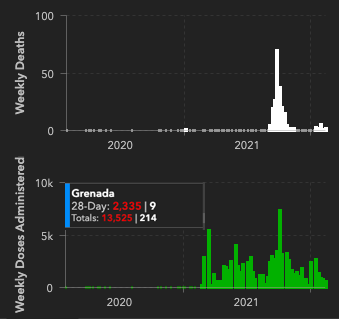 100
50
0
Weekly Deaths
2020
2021
10k
5k
0
Weekly Doses Administered
Grenada
28-Day: 2,335 | 9
Totals: 13,525 | 214
2020
2021